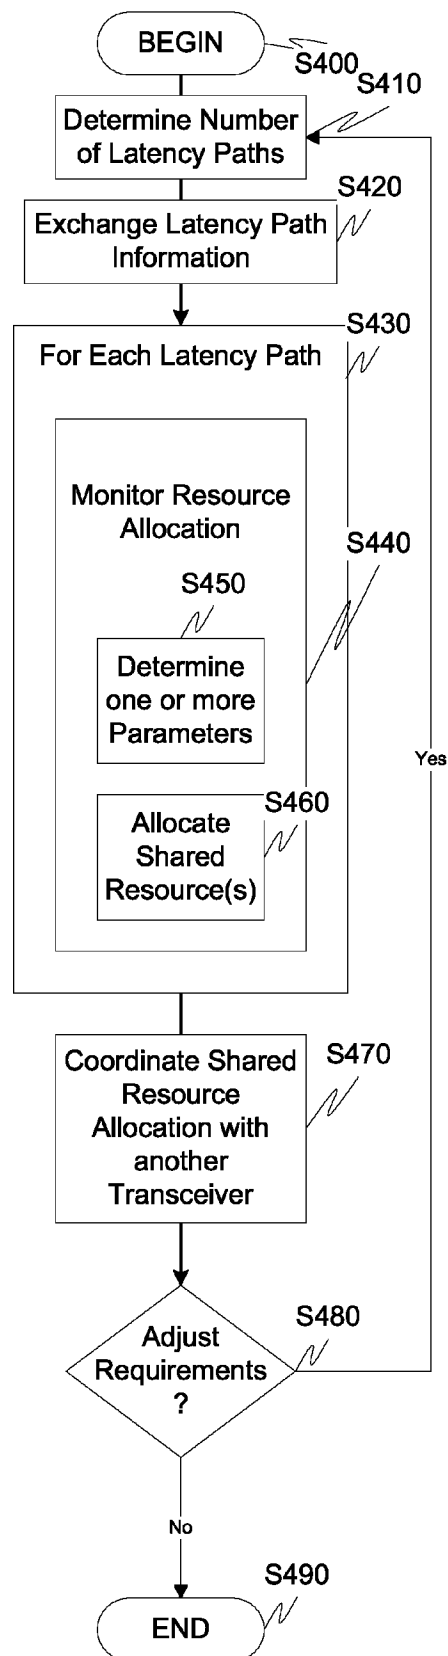 BEGIN
S400
S410
Determine Number
of Latency Paths
S420
Exchange Latency Path
Information
S430
For Each Latency Path
Monitor Resource
Allocation
S440
S450
Determine
one or more
Parameters
Yes
S460
Allocate
Shared
Resource(s)
S470
Coordinate Shared
Resource
Allocation with
another
Transceiver
S480
Adjust
Requirements
?
No
S490
END